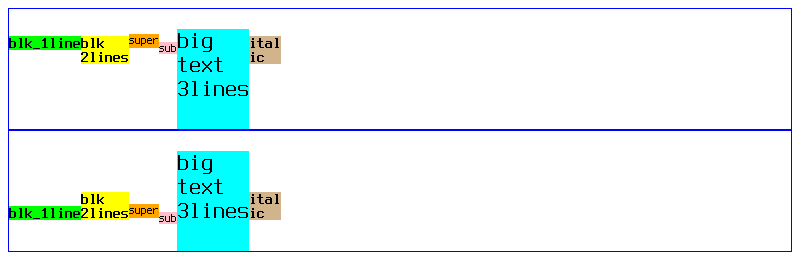 blk_1line blk super sub big ital
2lines text ic
3lines
big
text
blk_1line blk super sub 3lines ital
2lines ic